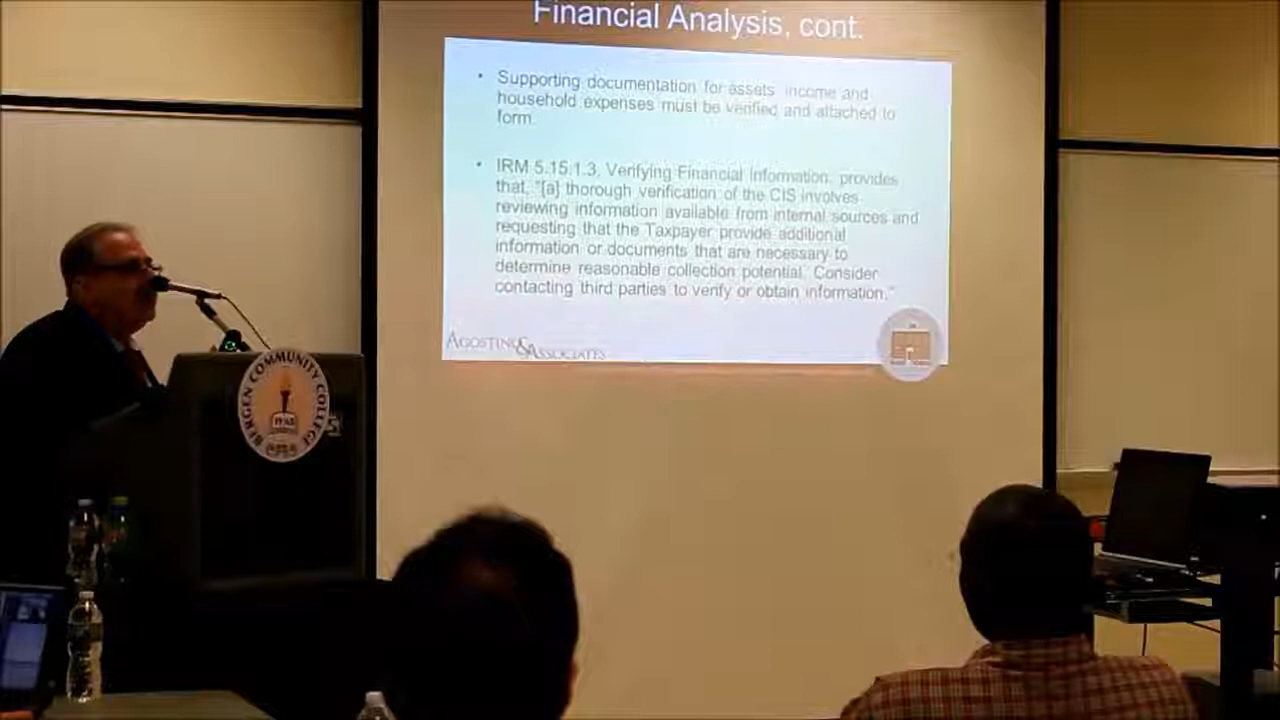 Financial Analysis, cont.
• Supporting documentation for assets income and
household expenses must be verified and attached to
form.
• IRM 5.15.1.3, Verifying Financial Information, provides
that, “[a] thorough verification of the CIS involves
reviewing information available from internal sources and
requesting that the Taxpayer provide additional
information or documents that are necessary to
determine reasonable collection potential. Consider
contacting third parties to verify or obtain information.”
AGOSTINO & ASSOCIATES
BERGEN COMMUNITY COLLEGE